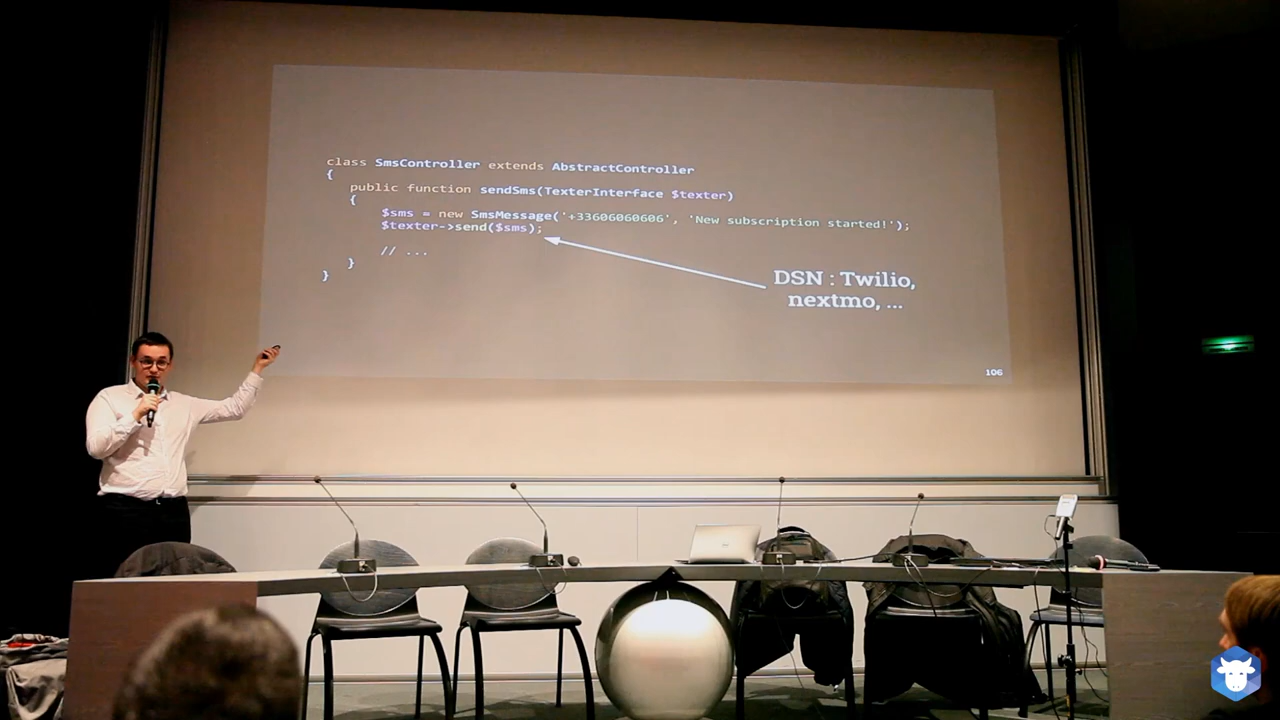 class SmsController extends AbstractController
{
public function sendSms(TexterInterface $texter)
{
$sms = new SmsMessage('+33606060606', 'New subscription started!');
$texter->send($sms);
// ...
}
}
DSN : Twilio,
nextmo, ...
106